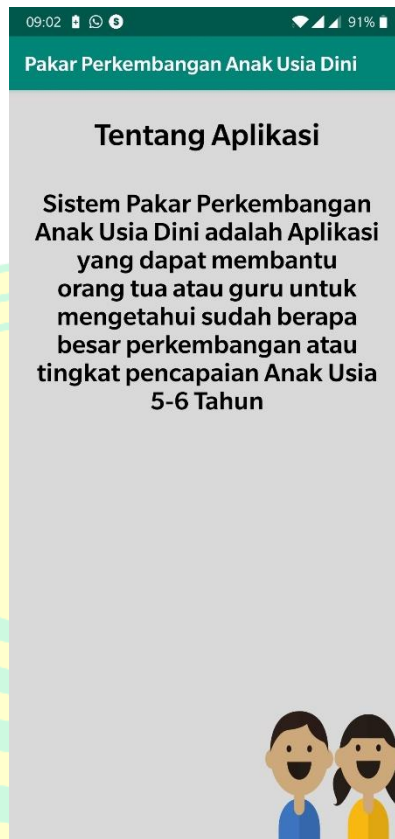 09:02 91%
Pakar Perkembangan Anak Usia Dini
Tentang Aplikasi
Sistem Pakar Perkembangan
Anak Usia Dini adalah Aplikasi
yang dapat membantu
orang tua atau guru untuk
mengetahui sudah berapa
besar perkembangan atau
tingkat pencapaian Anak Usia
5-6 Tahun